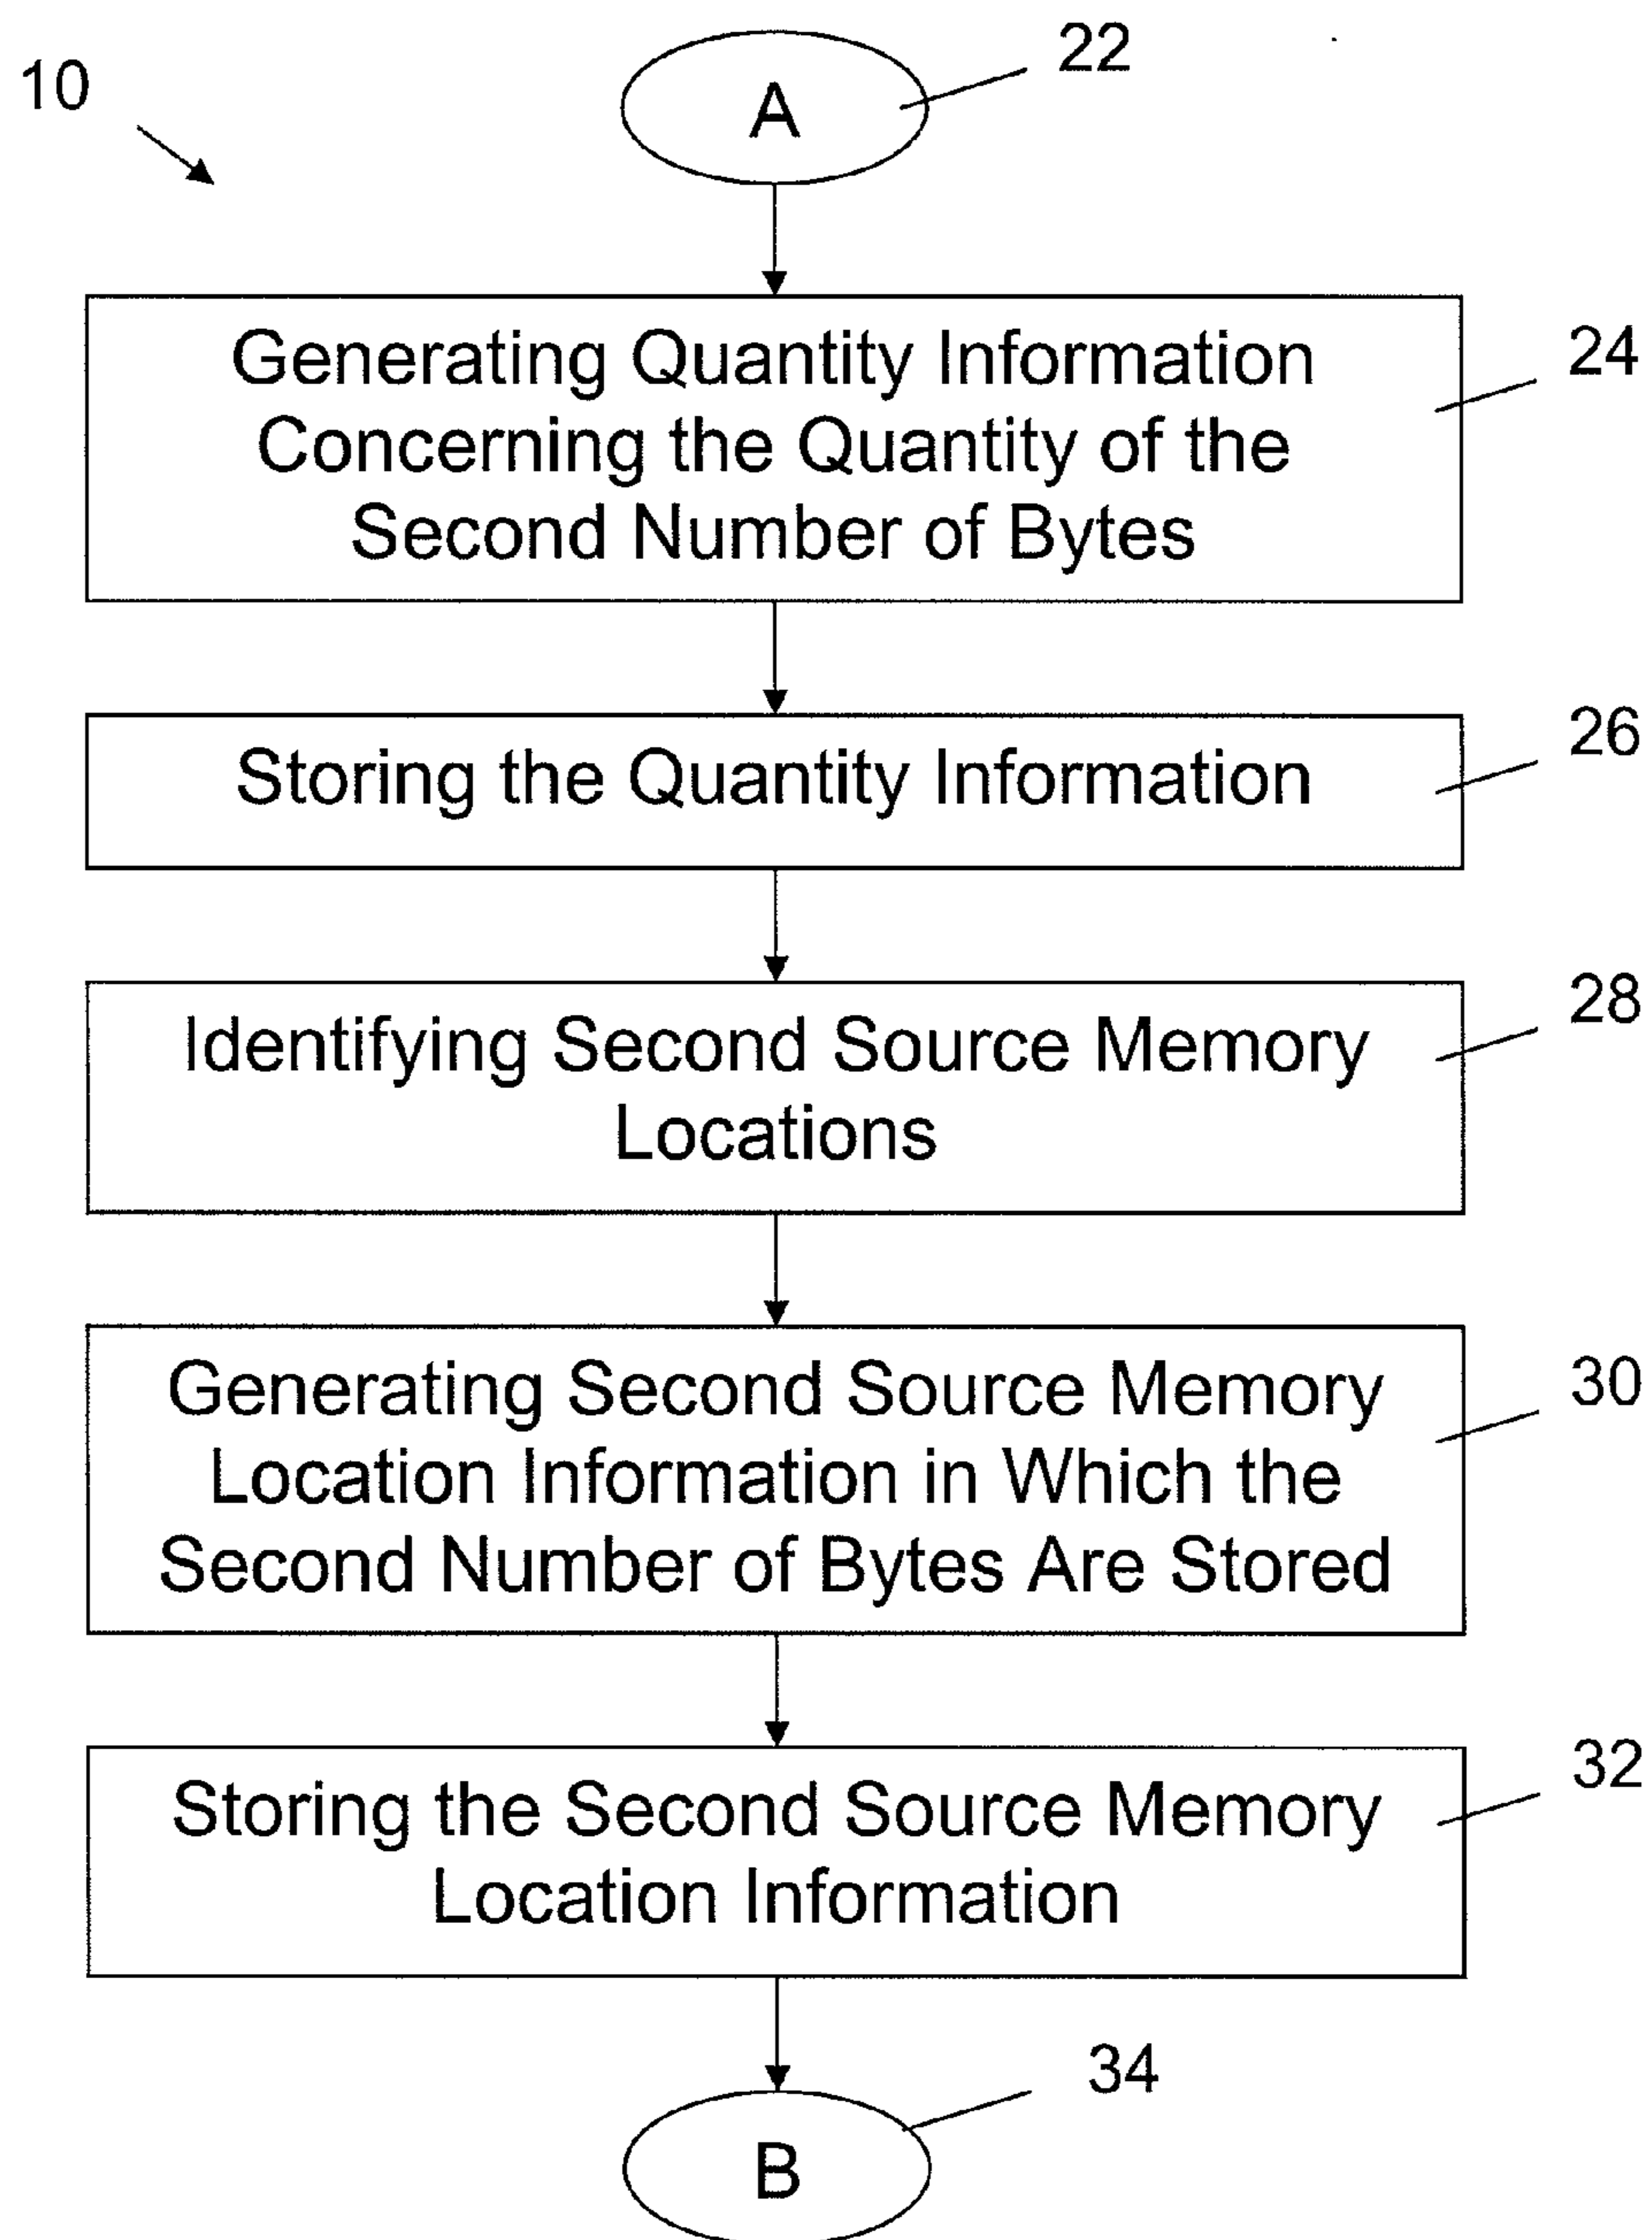 10
A
22
Generating Quantity Information
Concerning the Quantity of the
Second Number of Bytes
24
Storing the Quantity Information
26
Identifying Second Source Memory
Locations
28
Generating Second Source Memory
Location Information in Which the
Second Number of Bytes Are Stored
30
Storing the Second Source Memory
Location Information
32
34
B